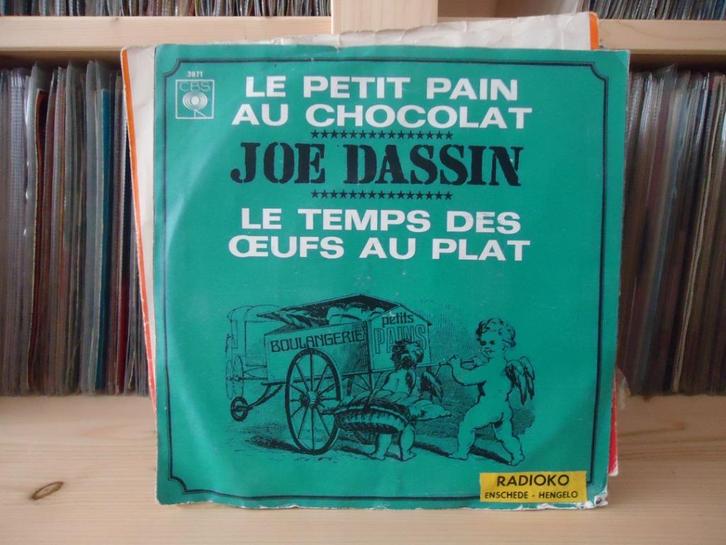 3871
CBS
LE PETIT PAIN
AU CHOCOLAT
JOE DASSIN
LE TEMPS DES
ŒUFS AU PLAT
BOULANGERIE
petits
PAINS
RADIOKO
ENSCHEDE - HENGELO